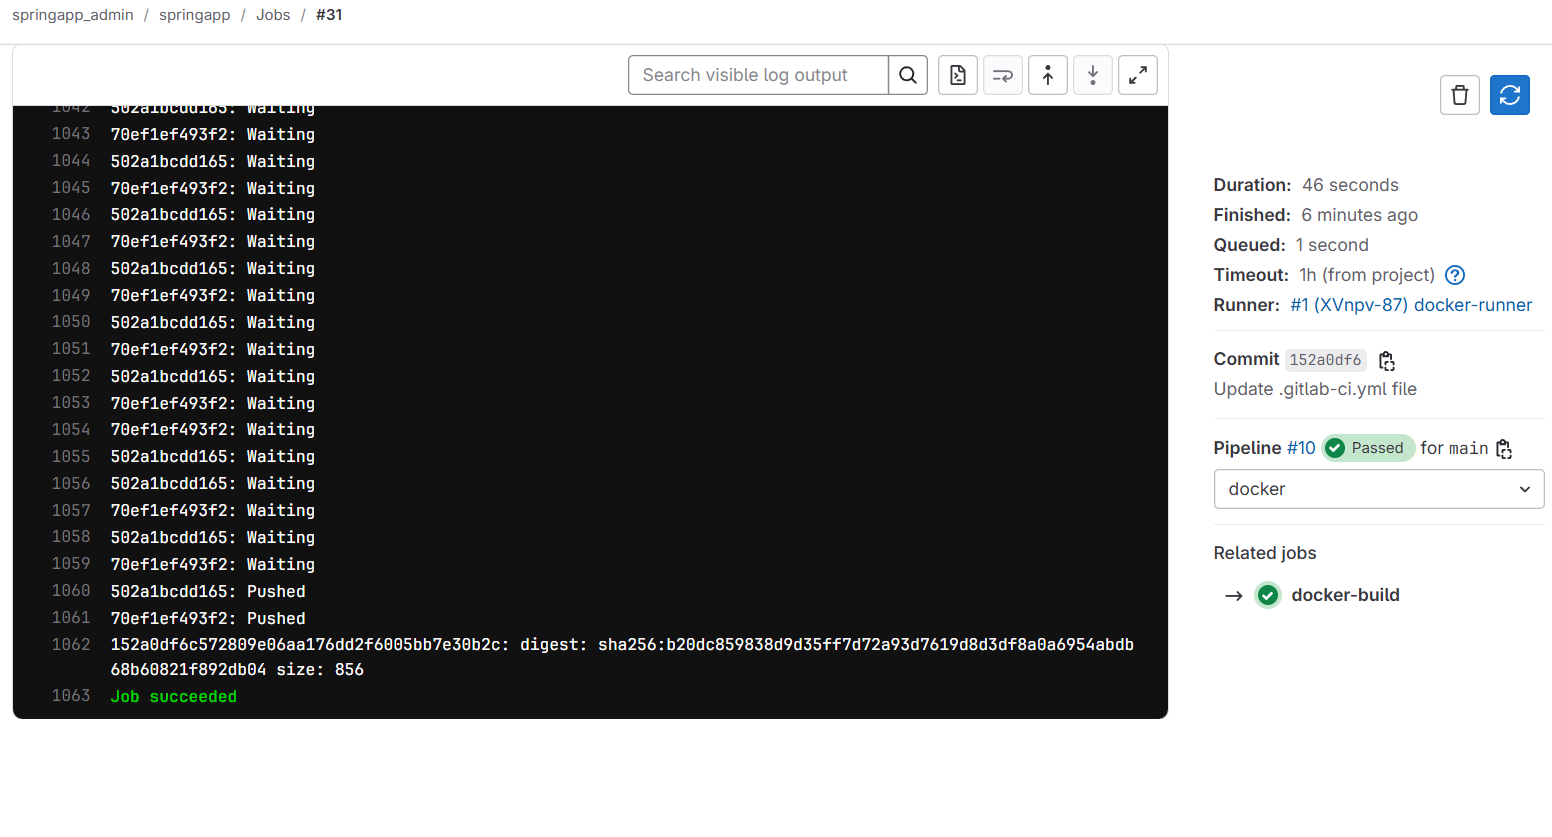 springapp_admin / springapp / Jobs / #31
Search visible log output
1042 502a1bcdd165: Waiting
1043 70ef1ef493f2: Waiting
1044 502a1bcdd165: Waiting
1045 70ef1ef493f2: Waiting
1046 502a1bcdd165: Waiting
1047 70ef1ef493f2: Waiting
1048 502a1bcdd165: Waiting
1049 70ef1ef493f2: Waiting
1050 502a1bcdd165: Waiting
1051 70ef1ef493f2: Waiting
1052 502a1bcdd165: Waiting
1053 70ef1ef493f2: Waiting
1054 70ef1ef493f2: Waiting
1055 502a1bcdd165: Waiting
1056 502a1bcdd165: Waiting
1057 70ef1ef493f2: Waiting
1058 502a1bcdd165: Waiting
1059 70ef1ef493f2: Waiting
1060 502a1bcdd165: Pushed
1061 70ef1ef493f2: Pushed
1062 152a0df6c572809e06aa176dd2f6005bb7e30b2c: digest: sha256:b20dc859838d9d35ff7d72a93d7619d8d3df8a0a6954abdb
68b60821f892db04 size: 856
1063 Job succeeded
Duration: 46 seconds
Finished: 6 minutes ago
Queued: 1 second
Timeout: 1h (from project)
Runner: #1 (XVnpv-87) docker-runner
Commit 152a0df6
Update .gitlab-ci.yml file
Pipeline #10 Passed for main
docker
Related jobs
→ docker-build